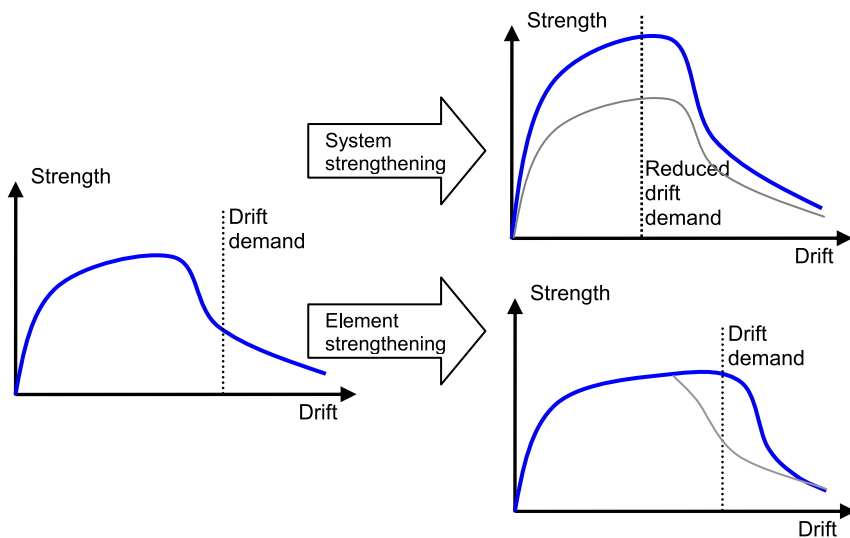 Strength
Drift
demand
Drift
System
strengthening
Element
strengthening
Strength
Reduced
drift
demand
Drift
Strength
Drift
demand
Drift